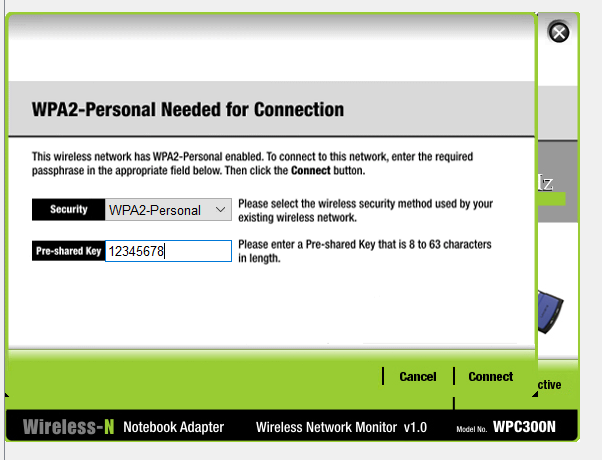 WPA2-Personal Needed for Connection
This wireless network has WPA2-Personal enabled. To connect to this network, enter the required
passphrase in the appropriate field below. Then click the Connect button.
Security
WPA2-Personal
Please select the wireless security method used by your
existing wireless network.
Pre-shared Key
12345678
Please enter a Pre-shared Key that is 8 to 63 characters
in length.
Cancel
Connect
Wireless-N Notebook Adapter Wireless Network Monitor v1.0 Model No. WPC300N